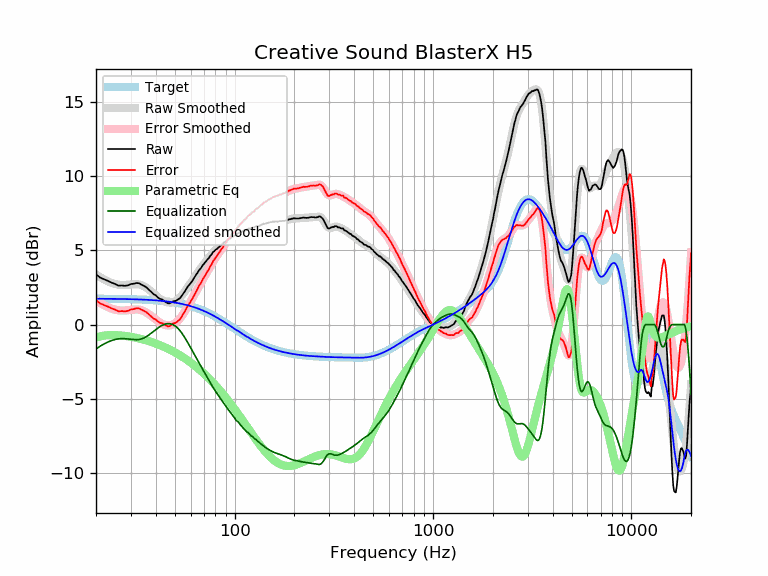 Creative Sound BlasterX H5
Target
Raw Smoothed
Error Smoothed
Raw
Error
Parametric Eq
Equalization
Equalized smoothed
15
10
5
0
−5
−10
Amplitude (dBr)
100
1000
10000
Frequency (Hz)